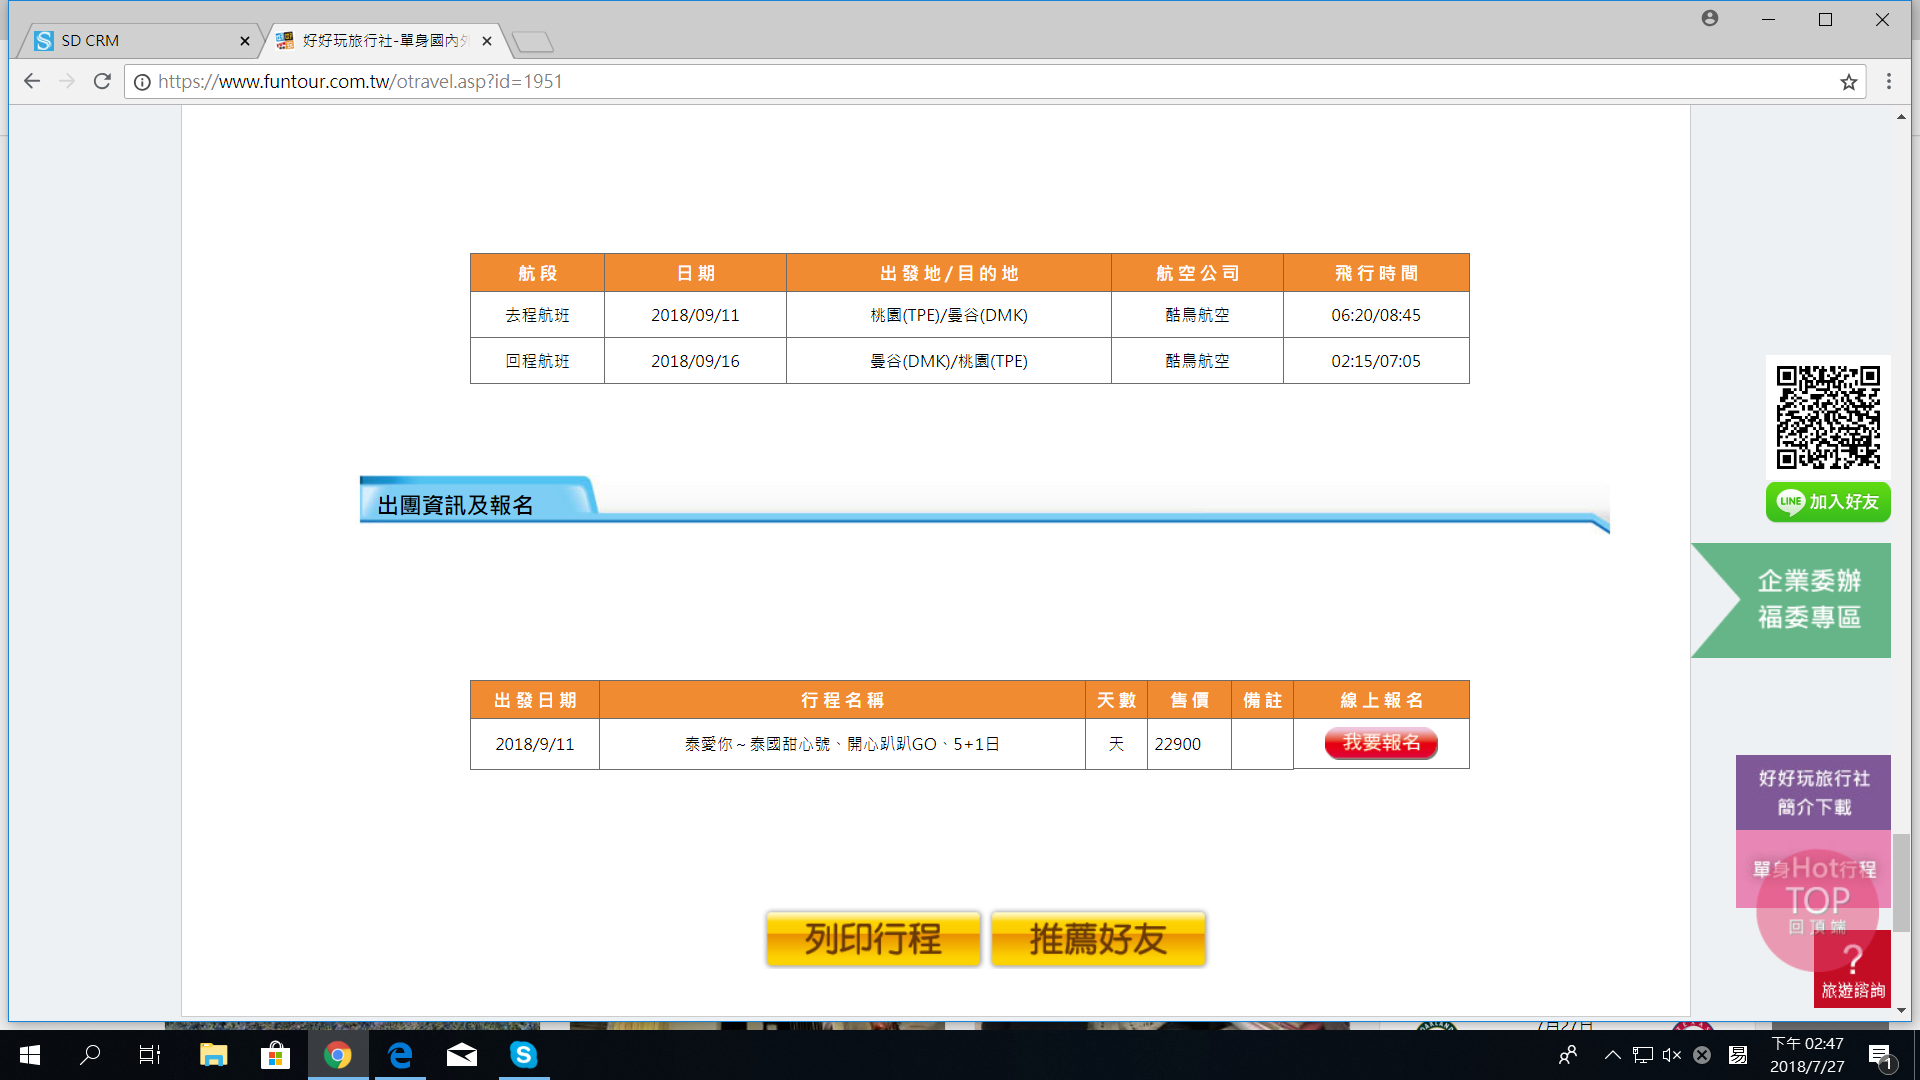 SD CRM
好好玩旅行社-單身國內外
https://www.funtour.com.tw/otravel.asp?id=1951
航段 日期 出發地/目的地 航空公司 飛行時間
去程航班 2018/09/11 桃園(TPE)/曼谷(DMK) 酷鳥航空 06:20/08:45
回程航班 2018/09/16 曼谷(DMK)/桃園(TPE) 酷鳥航空 02:15/07:05
LINE 加入好友
出團資訊及報名
企業委辦
福委專區
出發日期 行程名稱 天數 售價 備註 線上報名
2018/9/11 泰愛你～泰國甜心號、開心趴趴GO、5+1日 天 22900 我要報名
好好玩旅行社
簡介下載
單身Hot行程
TOP
回頂端
列印行程 推薦好友
?
旅遊諮詢
7月27日
易
下午 02:47
2018/7/27
1